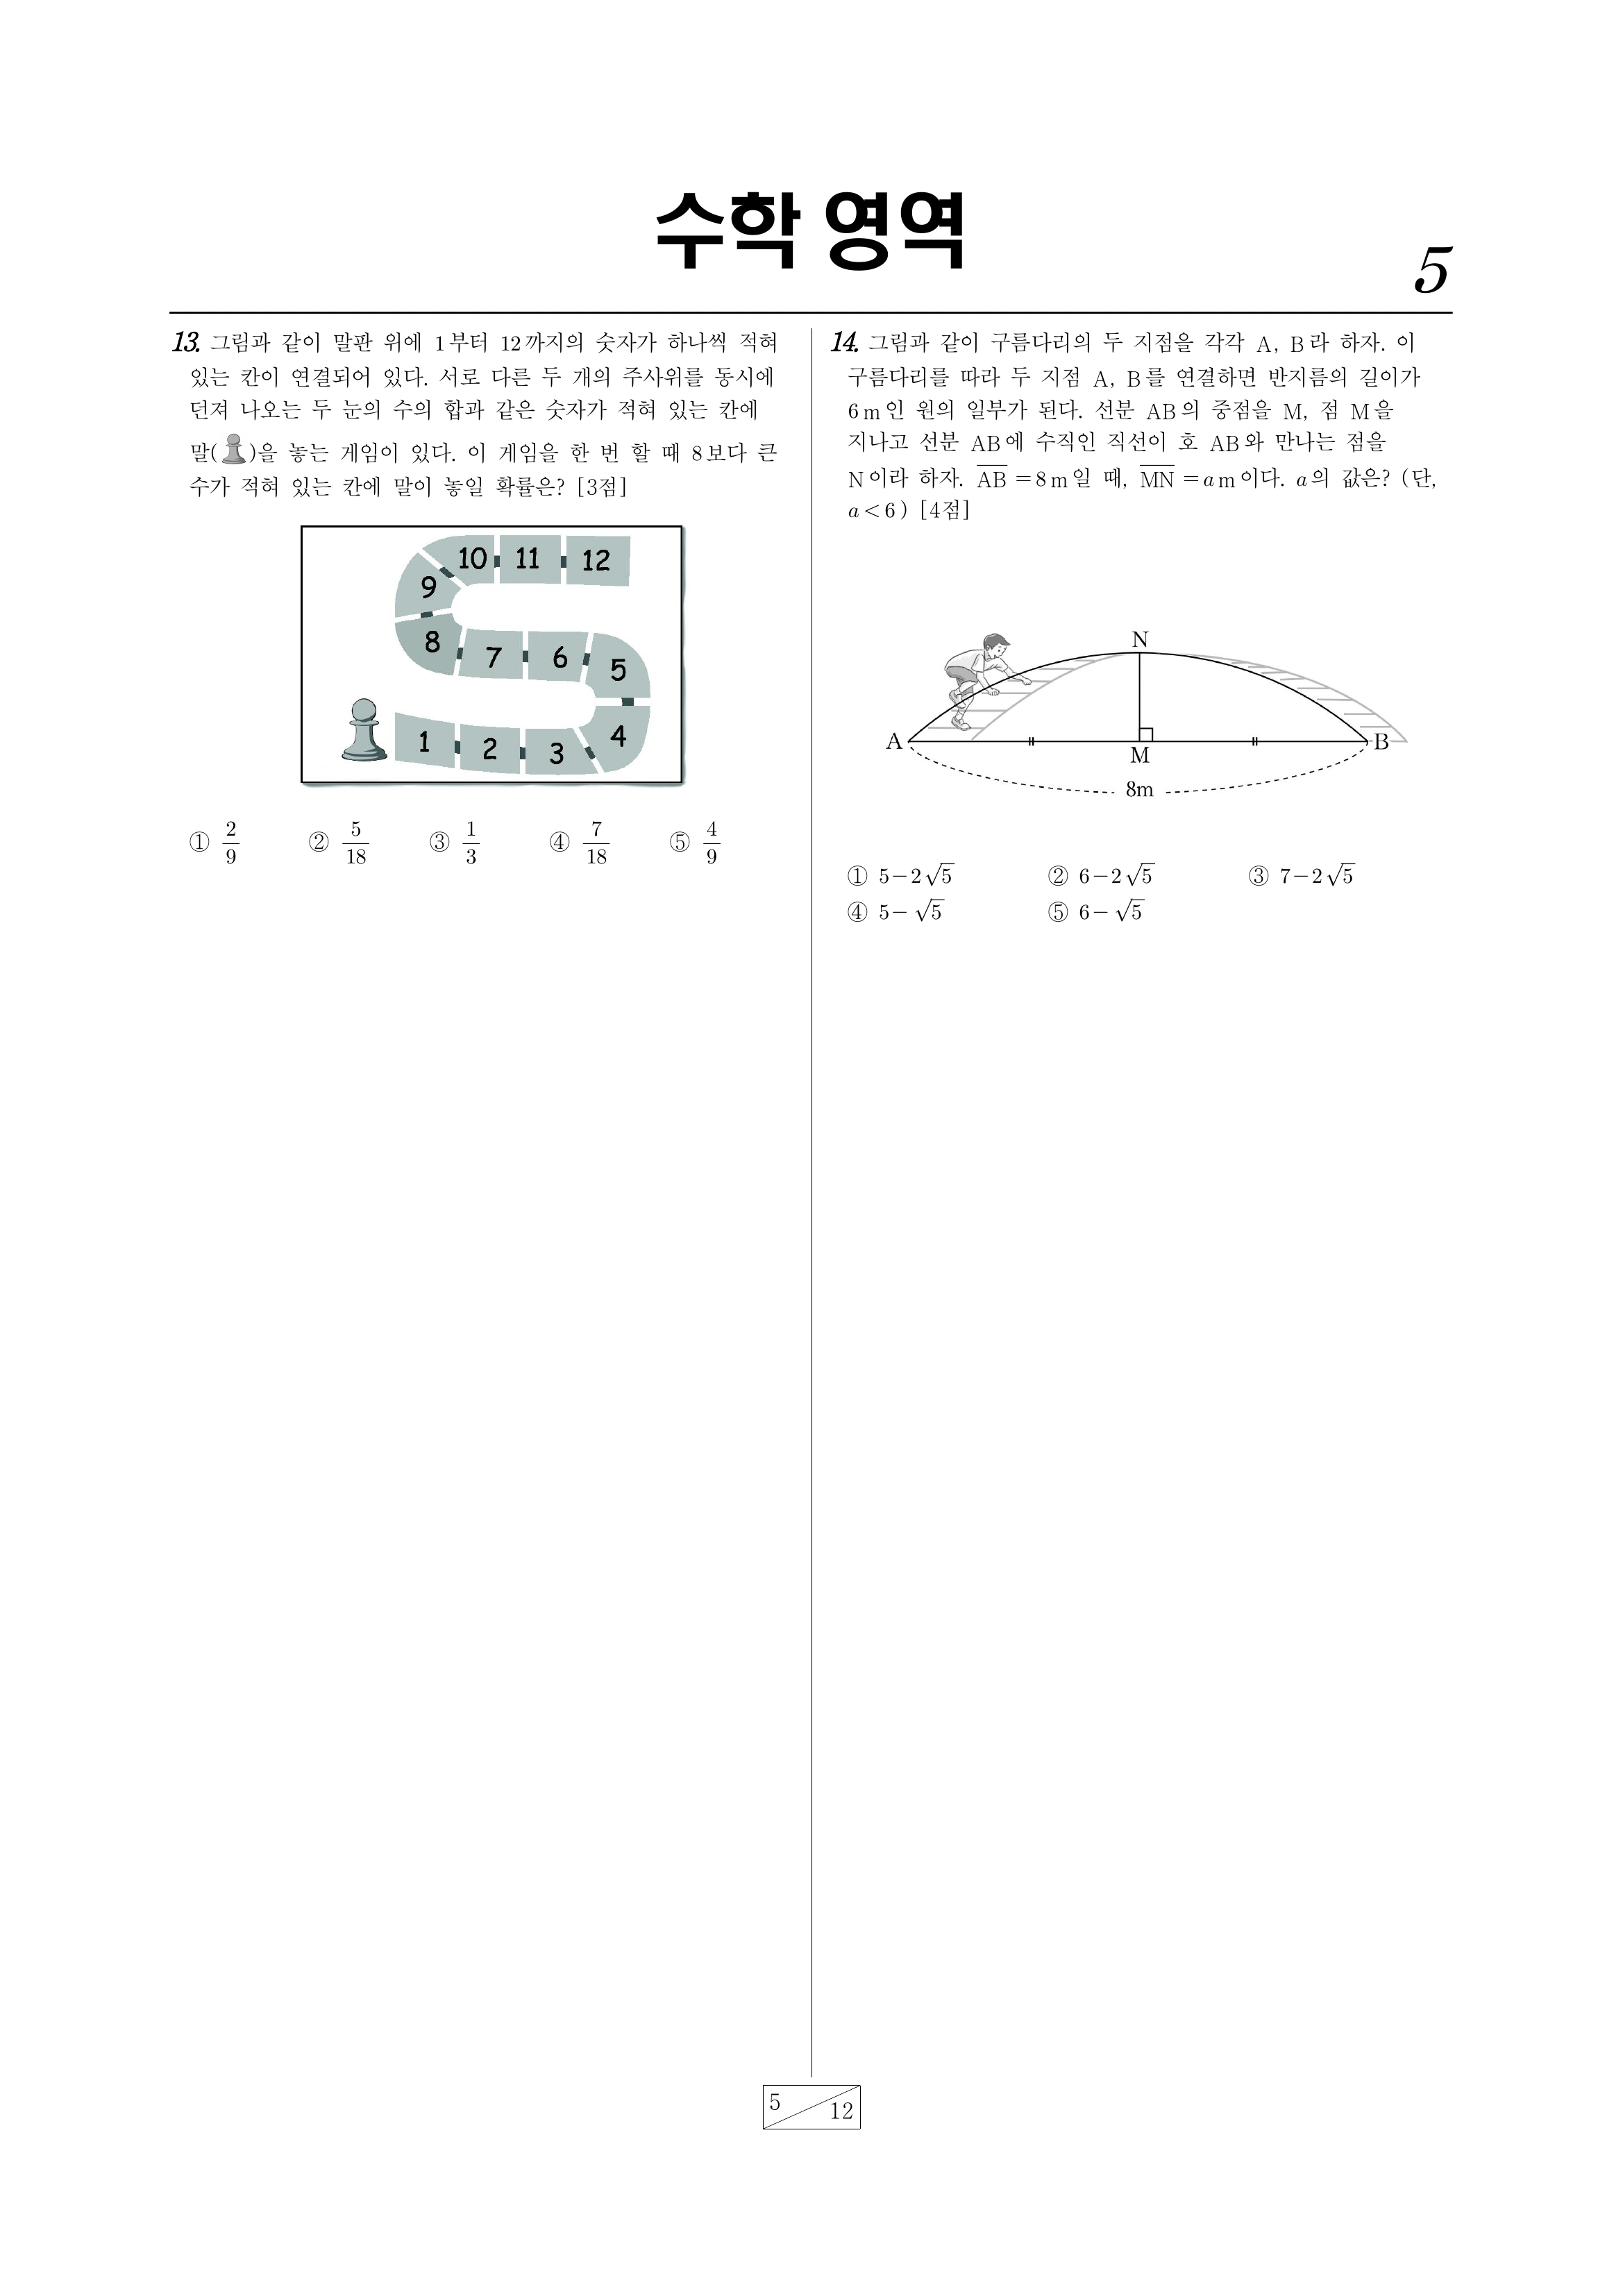 수학 영역
5
13. 그림과 같이 말판 위에 1부터 12까지의 숫자가 하나씩 적혀
있는 칸이 연결되어 있다. 서로 다른 두 개의 주사위를 동시에
던져 나오는 두 눈의 수의 합과 같은 숫자가 적혀 있는 칸에
말( )을 놓는 게임이 있다. 이 게임을 한 번 할 때 8보다 큰
수가 적혀 있는 칸에 말이 놓일 확률은? [3점]
10 11 12
9
8 7 6 5
1 2 3 4
① 2/9 ② 5/18 ③ 1/3 ④ 7/18 ⑤ 4/9
14. 그림과 같이 구름다리의 두 지점을 각각 A, B라 하자. 이
구름다리를 따라 두 지점 A, B를 연결하면 반지름의 길이가
6m인 원의 일부가 된다. 선분 AB의 중점을 M, 점 M을
지나고 선분 AB에 수직인 직선이 호 AB와 만나는 점을
N이라 하자. A̅B̅=8m일 때, M̅N̅=am이다. a의 값은? (단,
a<6) [4점]
N
A M B
8m
① 5-2√5 ② 6-2√5 ③ 7-2√5
④ 5-√5 ⑤ 6-√5
5 12